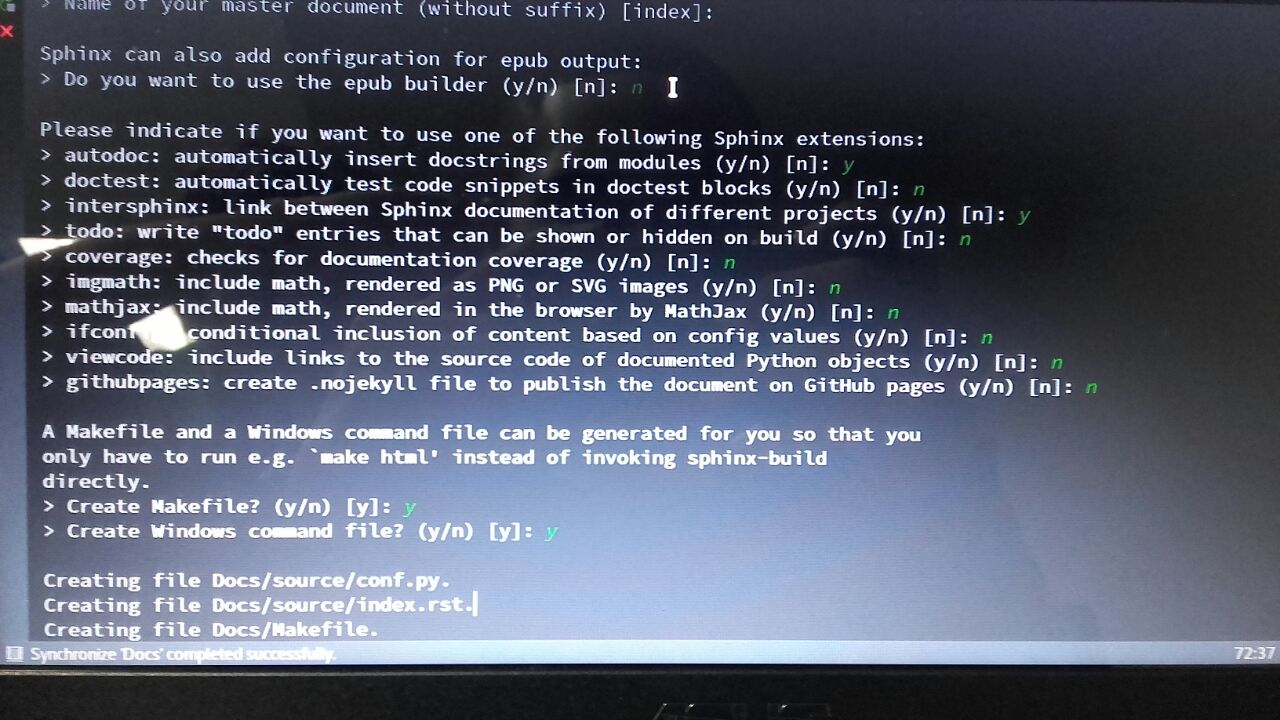 > Name of your master document (without suffix) [index]:
Sphinx can also add configuration for epub output:
> Do you want to use the epub builder (y/n) [n]: n
Please indicate if you want to use one of the following Sphinx extensions:
> autodoc: automatically insert docstrings from modules (y/n) [n]: y
> doctest: automatically test code snippets in doctest blocks (y/n) [n]: n
> intersphinx: link between Sphinx documentation of different projects (y/n) [n]: y
> todo: write "todo" entries that can be shown or hidden on build (y/n) [n]: n
> coverage: checks for documentation coverage (y/n) [n]: n
> imgmath: include math, rendered as PNG or SVG images (y/n) [n]: n
> mathjax: include math, rendered in the browser by MathJax (y/n) [n]: n
> ifconfig: conditional inclusion of content based on config values (y/n) [n]: n
> viewcode: include links to the source code of documented Python objects (y/n) [n]: n
> githubpages: create .nojekyll file to publish the document on GitHub pages (y/n) [n]: n
A Makefile and a Windows command file can be generated for you so that you
only have to run e.g. `make html' instead of invoking sphinx-build
directly.
> Create Makefile? (y/n) [y]: y
> Create Windows command file? (y/n) [y]: y
Creating file Docs/source/conf.py.
Creating file Docs/source/index.rst.
Creating file Docs/Makefile.
Synchronize 'Docs' completed successfully. 72:37